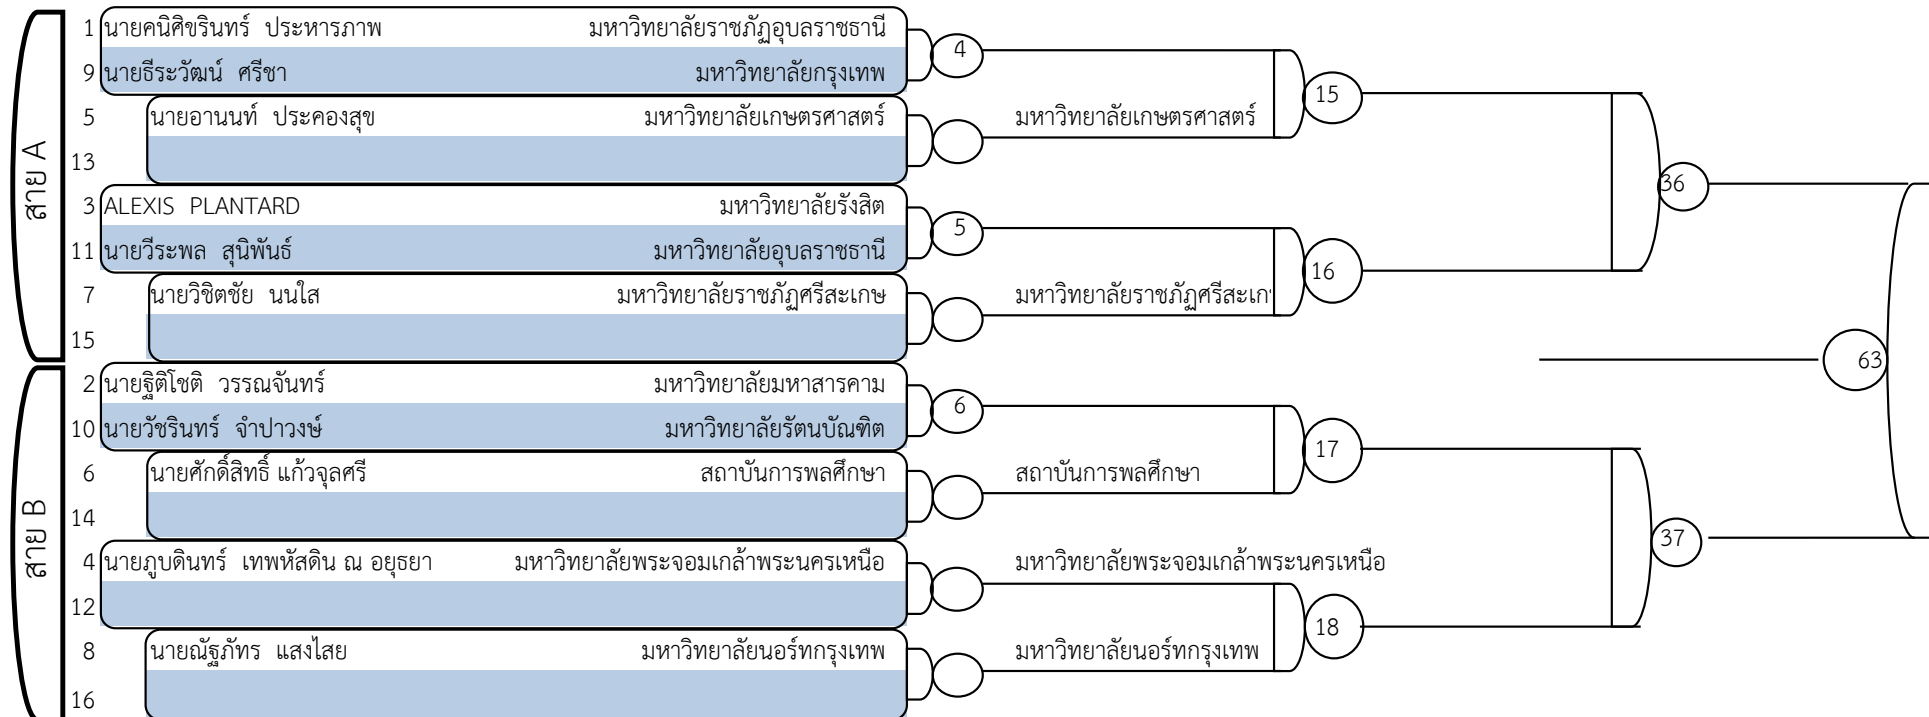 สาย A
1 นายคนิศิขรินทร์ ประหารภาพ มหาวิทยาลัยราชภัฏอุบลราชธานี
4
9 นายธีระวัฒน์ ศรีชา มหาวิทยาลัยกรุงเทพ
15
5 นายอานนท์ ประคองสุข มหาวิทยาลัยเกษตรศาสตร์ มหาวิทยาลัยเกษตรศาสตร์
13
36
3 ALEXIS PLANTARD มหาวิทยาลัยรังสิต
5
11 นายวีระพล สุนิพันธ์ มหาวิทยาลัยอุบลราชธานี
16
7 นายวิชิตชัย นนใส มหาวิทยาลัยราชภัฏศรีสะเกษ มหาวิทยาลัยราชภัฏศรีสะเก
15
63
สาย B
2 นายฐิติโชติ วรรณจันทร์ มหาวิทยาลัยมหาสารคาม
6
10 นายวัชรินทร์ จำปาวงษ์ มหาวิทยาลัยรัตนบัณฑิต
17
6 นายศักดิ์สิทธิ์ แก้วจุลศรี สถาบันการพลศึกษา สถาบันการพลศึกษา
14
37
4 นายภูบดินทร์ เทพหัสดิน ณ อยุธยา มหาวิทยาลัยพระจอมเกล้าพระนครเหนือ มหาวิทยาลัยพระจอมเกล้าพระนครเหนือ
12
18
8 นายณัฐภัทร แสงไสย มหาวิทยาลัยนอร์ทกรุงเทพ มหาวิทยาลัยนอร์ทกรุงเทพ
16